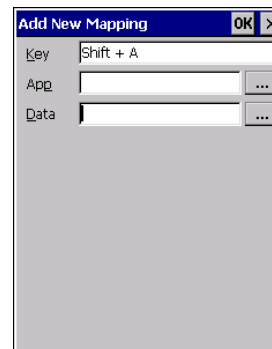 Add New Mapping OK ×
Key Shift + A
App ...
Data ...